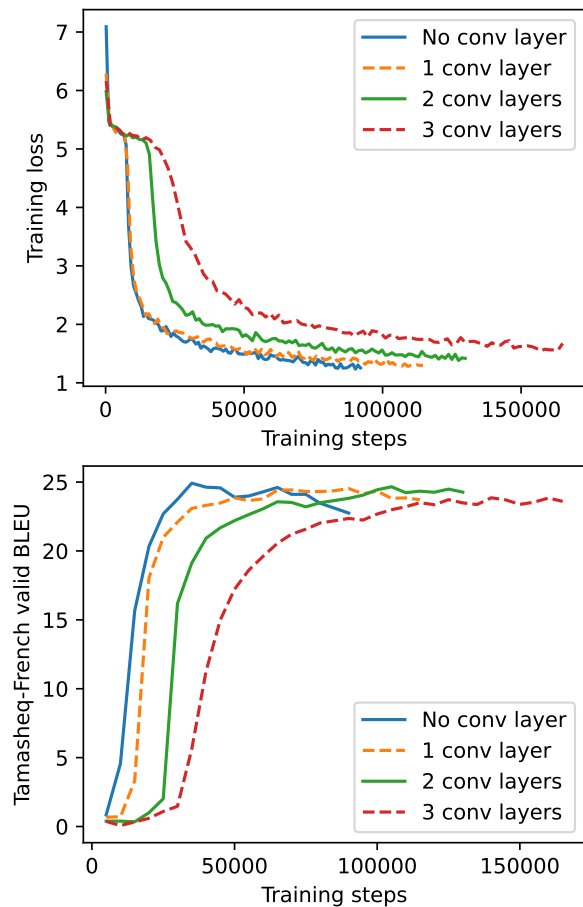 7
6
5
4
3
2
1
Training loss
No conv layer
1 conv layer
2 conv layers
3 conv layers
0 50000 100000 150000
Training steps
25
20
15
10
5
0
Tamasheq-French valid BLEU
No conv layer
1 conv layer
2 conv layers
3 conv layers
0 50000 100000 150000
Training steps